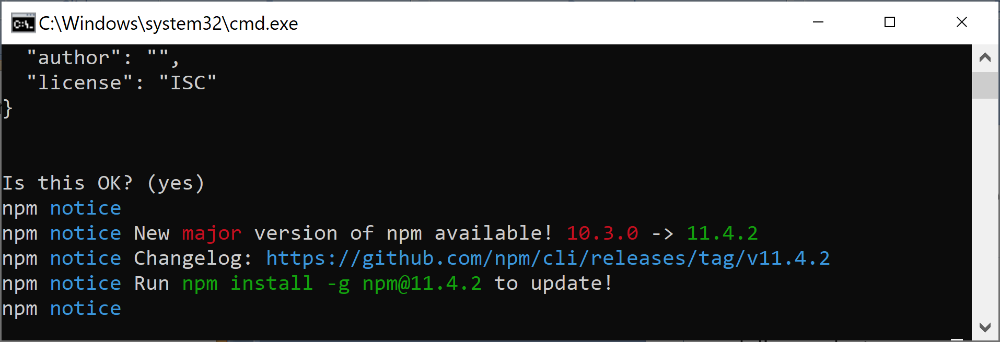 C:\Windows\system32\cmd.exe
  "author": "",
  "license": "ISC"
}
Is this OK? (yes)
npm notice
npm notice New major version of npm available! 10.3.0 -> 11.4.2
npm notice Changelog: https://github.com/npm/cli/releases/tag/v11.4.2
npm notice Run npm install -g npm@11.4.2 to update!
npm notice